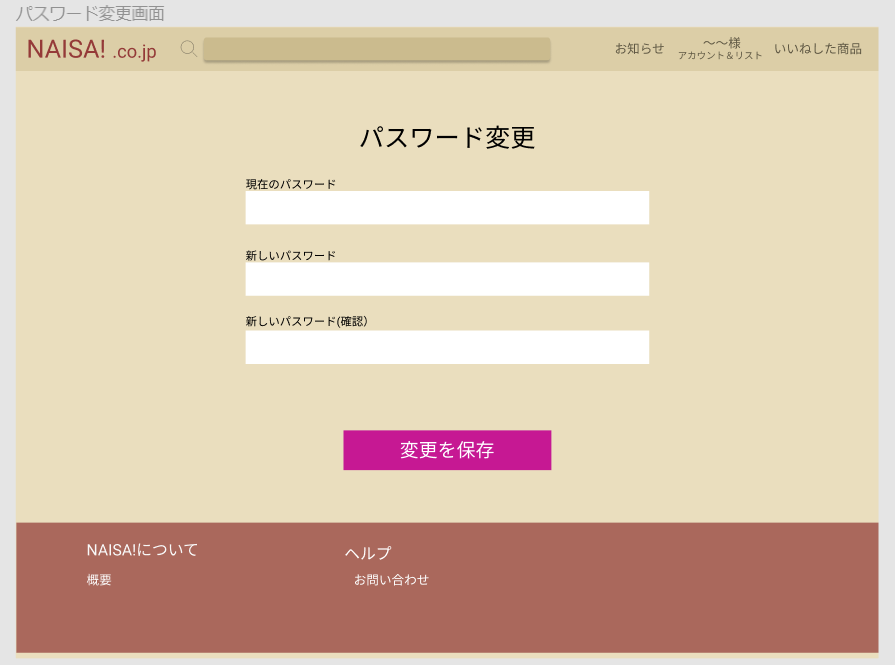 パスワード変更画面
NAISA! .co.jp
お知らせ
〜〜様
アカウント&リスト
いいねした商品
パスワード変更
現在のパスワード
新しいパスワード
新しいパスワード(確認）
変更を保存
NAISA!について
ヘルプ
概要
お問い合わせ